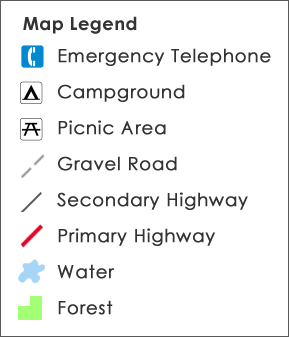 Map Legend
Emergency Telephone
Campground
Picnic Area
Gravel Road
Secondary Highway
Primary Highway
Water
Forest